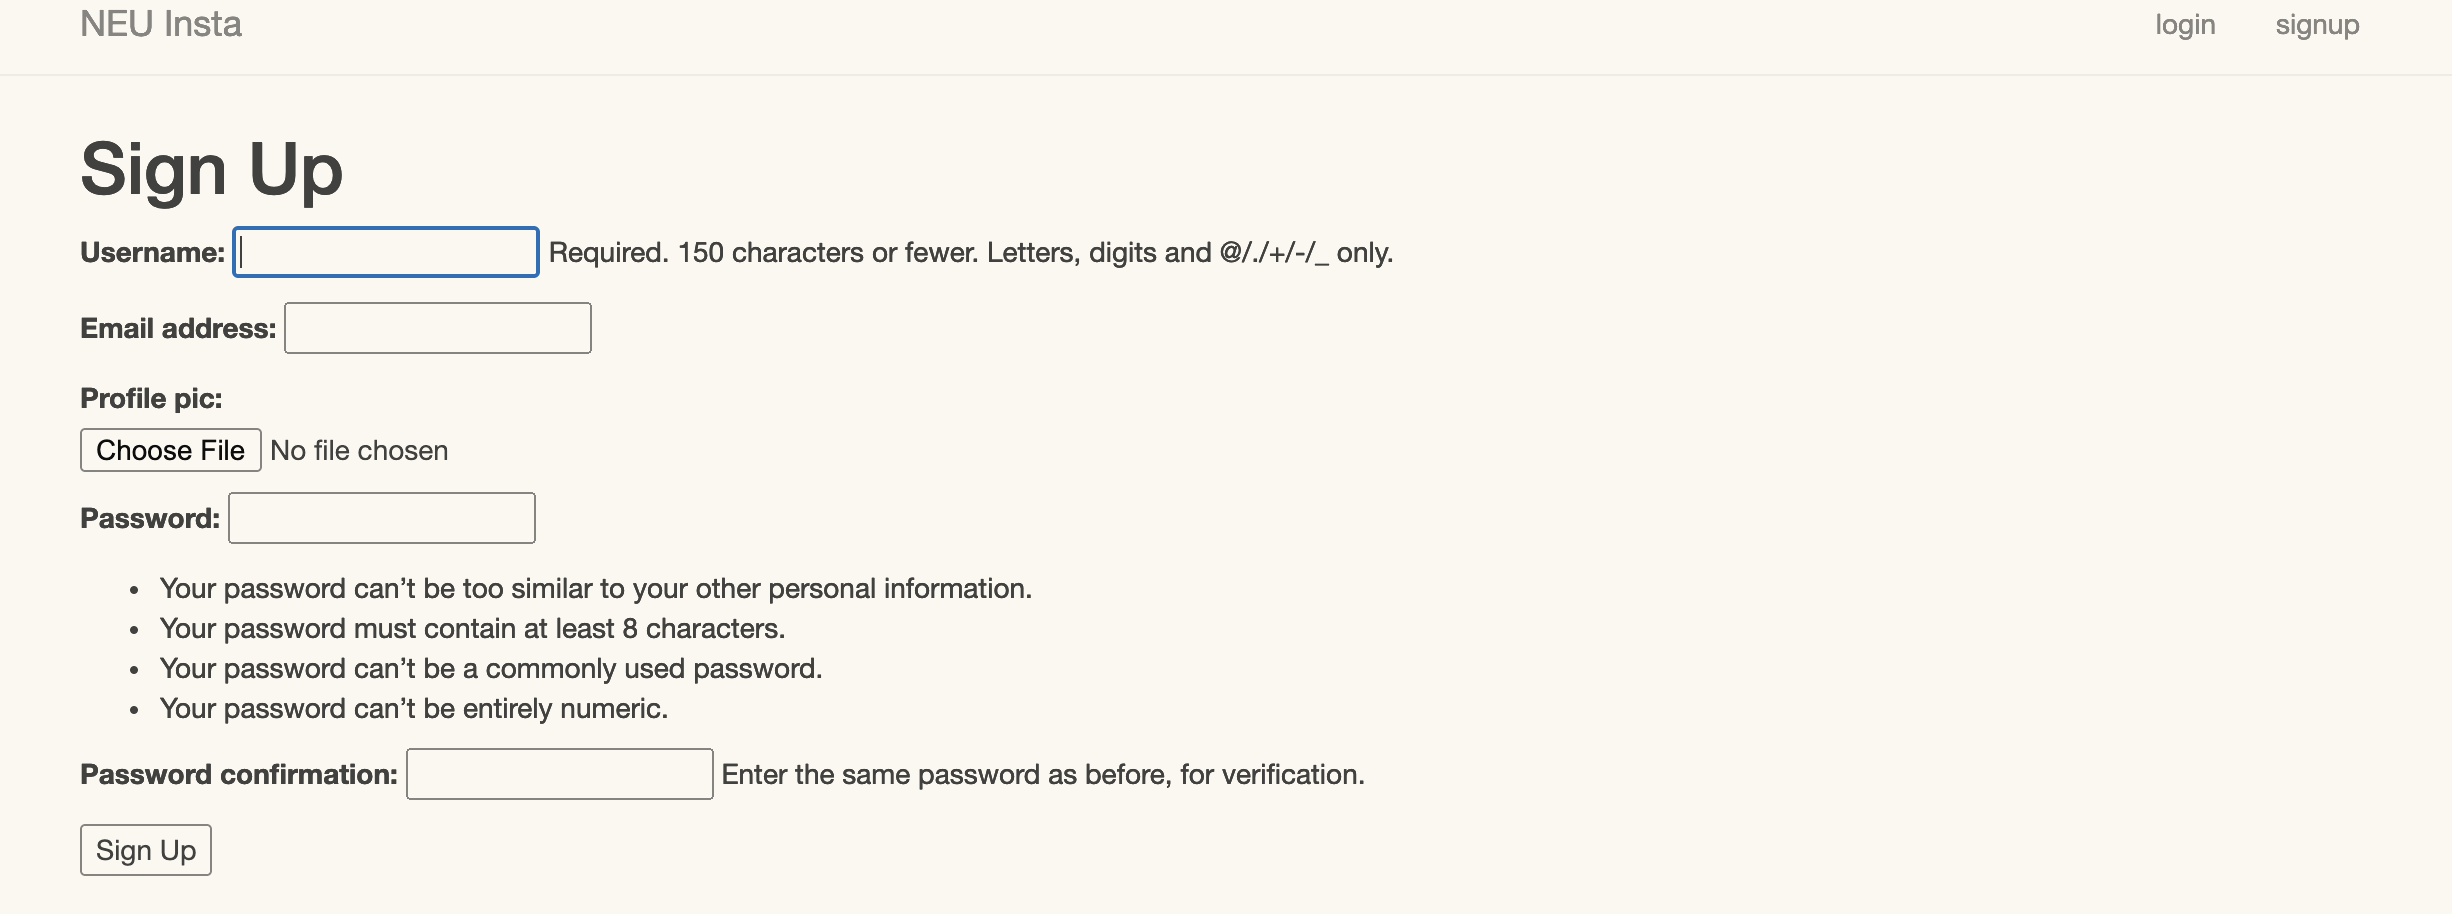 NEU Insta login signup
Sign Up
Username: Required. 150 characters or fewer. Letters, digits and @/./+/-/_ only.
Email address:
Profile pic:
Choose File No file chosen
Password:
• Your password can’t be too similar to your other personal information.
• Your password must contain at least 8 characters.
• Your password can’t be a commonly used password.
• Your password can’t be entirely numeric.
Password confirmation: Enter the same password as before, for verification.
Sign Up